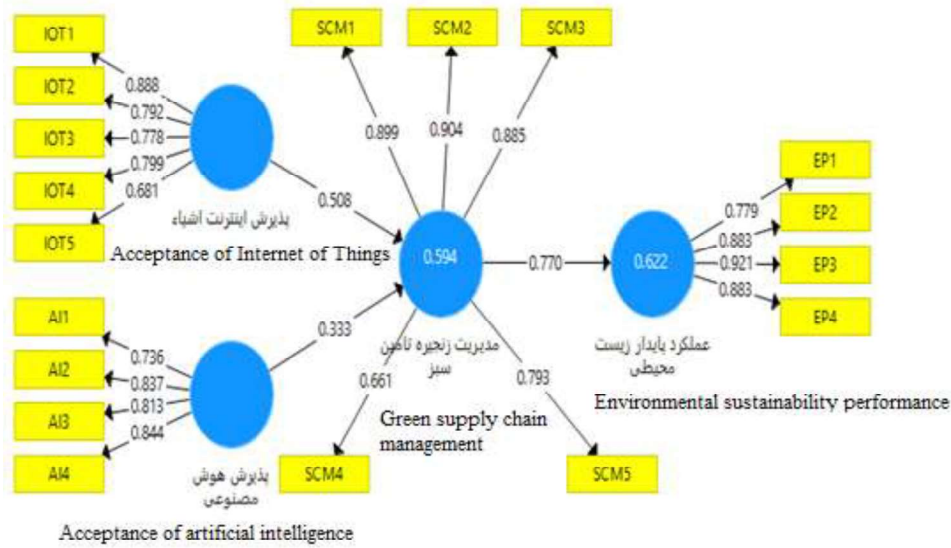 IOT1
IOT2
IOT3
IOT4
IOT5
0.888
0.792
0.778
0.799
0.681
پذیرش اینترنت اشیاء
Acceptance of Internet of Things
0.508
SCM1
SCM2
SCM3
0.899
0.904
0.885
0.594
مدیریت زنجیره تامین
سبز
Green supply chain
management
0.661
0.793
SCM4
SCM5
AI1
AI2
AI3
AI4
0.736
0.837
0.813
0.844
پذیرش هوش
مصنوعی
Acceptance of artificial intelligence
0.333
0.770
0.622
عملکرد پایدار زیست
محیطی
Environmental sustainability performance
0.779
0.883
0.921
0.883
EP1
EP2
EP3
EP4